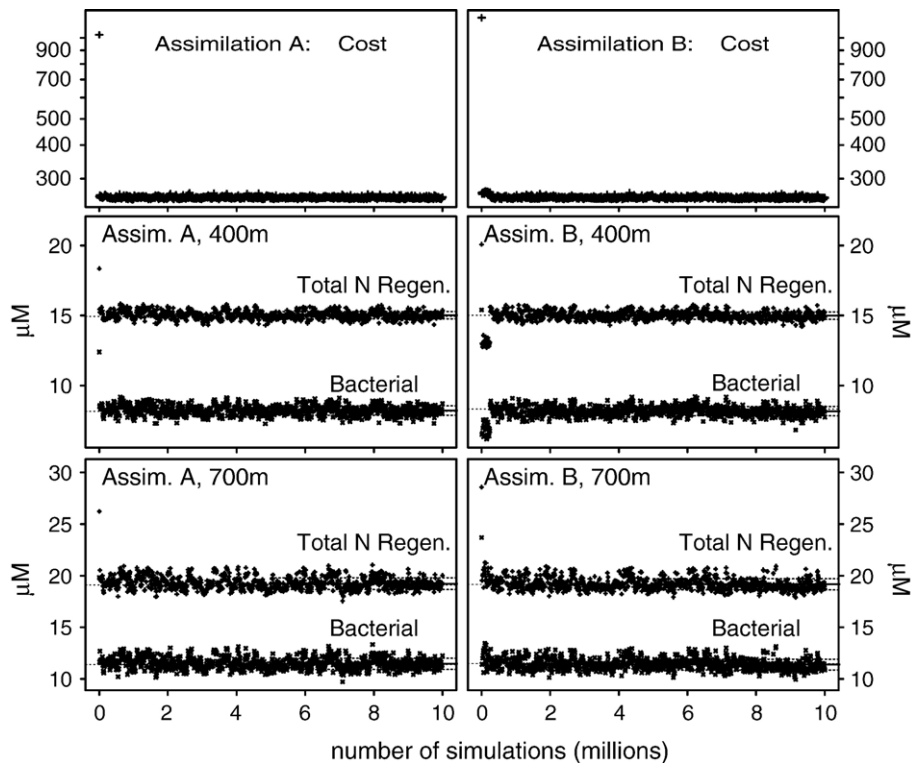 Assimilation A: Cost
Assimilation B: Cost
900
700
500
400
300
900
700
500
400
300
Assim. A, 400m
Assim. B, 400m
20
15
10
20
15
10
μM
μM
Total N Regen.
Total N Regen.
Bacterial
Bacterial
Assim. A, 700m
Assim. B, 700m
30
25
20
15
10
30
25
20
15
10
μM
μM
Total N Regen.
Total N Regen.
Bacterial
Bacterial
0 2 4 6 8 10
0 2 4 6 8 10
number of simulations (millions)